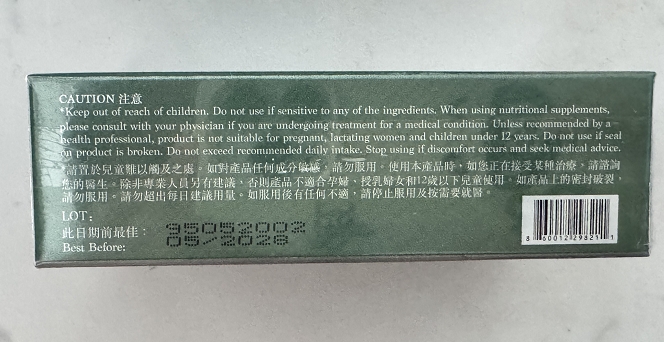 CAUTION 注意
*Keep out of reach of children. Do not use if sensitive to any of the ingredients. When using nutritional supplements,
please consult with your physician if you are undergoing treatment for a medical condition. Unless recommended by a
health professional, product is not suitable for pregnant, lactating women and children under 12 years. Do not use if seal
on product is broken. Do not exceed recommended daily intake. Stop using if discomfort occurs and seek medical advice.
*請置於兒童難以觸及之處。如對產品任何成分敏感，請勿服用。使用本產品時，如您正在接受某種治療，請諮詢
您的醫生。除非專業人員另有建議，否則產品不適合孕婦、授乳婦女和12歲以下兒童使用。如產品上的密封破裂，
請勿服用。請勿超出每日建議用量。如服用後有任何不適，請停止服用及按需要就醫。
LOT:
35052002
此日期前最佳：
05/2028
Best Before:
8 60012 29821 1